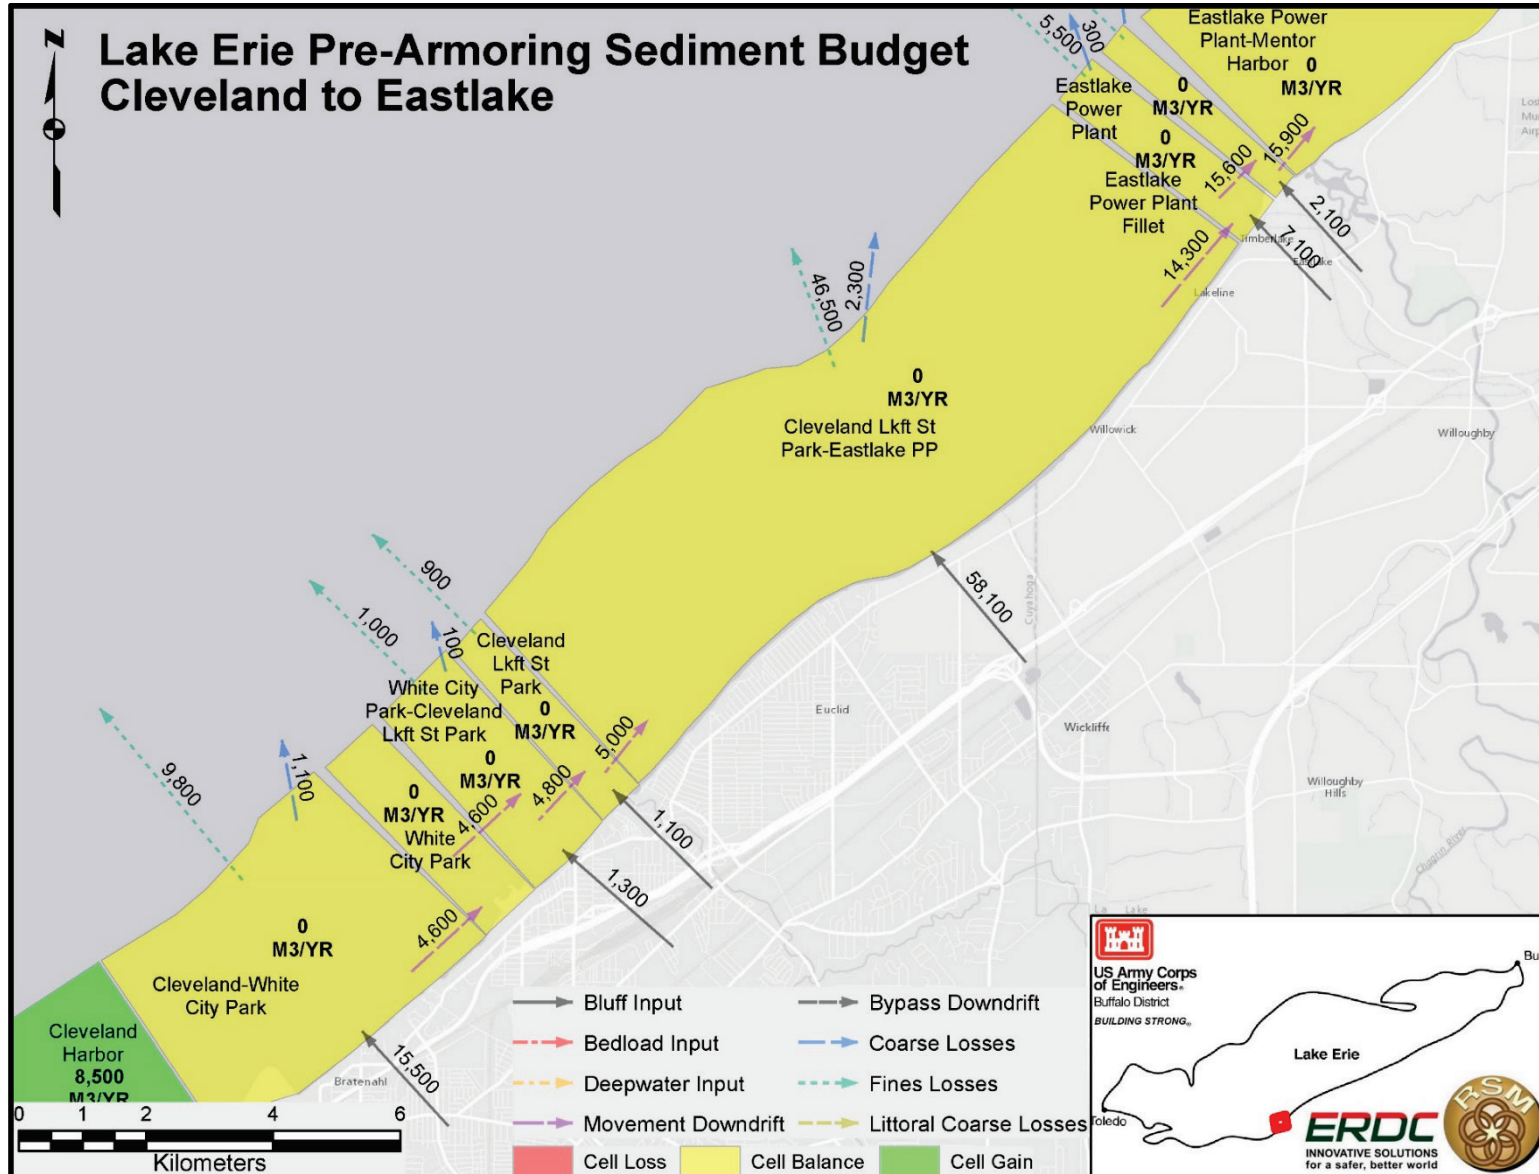 Lake Erie Pre-Armoring Sediment Budget
Cleveland to Eastlake
N
5,500
300
Eastlake Power
Plant-Mentor
Harbor
0
M3/YR
Eastlake
Power
Plant
0
M3/YR
0
M3/YR
Eastlake
Power Plant
Fillet
15,600
15,900
14,300
2,100
7,100
Timberlake
Eastlake
Lakeline
46,500
2,300
0
M3/YR
Cleveland Lkft St
Park-Eastlake PP
Willowick
Willoughby
58,100
Cuyahoga
900
1,000
100
Cleveland
Lkft St
Park
0
M3/YR
White City
Park-Cleveland
Lkft St Park
0
M3/YR
5,000
4,800
4,600
Euclid
Wickliffe
Willoughby
Hills
Chagrin River
9,800
1,100
0
M3/YR
White
City Park
1,100
1,300
4,600
0
M3/YR
Cleveland-White
City Park
Cleveland
Harbor
8,500
M3/YR
Bratenahl
15,500
0 1 2 4 6
Kilometers
Bluff Input
Bypass Downdrift
Bedload Input
Coarse Losses
Deepwater Input
Fines Losses
Movement Downdrift
Littoral Coarse Losses
Cell Loss
Cell Balance
Cell Gain
US Army Corps
of Engineers®
Buffalo District
BUILDING STRONG®
Lake Erie
Toledo
Bu
ERDC
INNOVATIVE SOLUTIONS
for a safer, better world
RSM